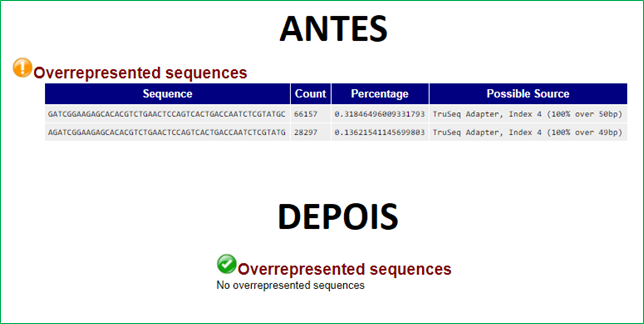 ANTES
Overrepresented sequences
Sequence Count Percentage Possible Source
GATCGGAAGAGCACACGTCTGAACTCCAGTCACTGACCAATCTCGTATGC 66157 0.31846496009331793 TruSeq Adapter, Index 4 (100% over 50bp)
AGATCGGAAGAGCACACGTCTGAACTCCAGTCACTGACCAATCTCGTATG 28297 0.13621541145699803 TruSeq Adapter, Index 4 (100% over 49bp)
DEPOIS
Overrepresented sequences
No overrepresented sequences